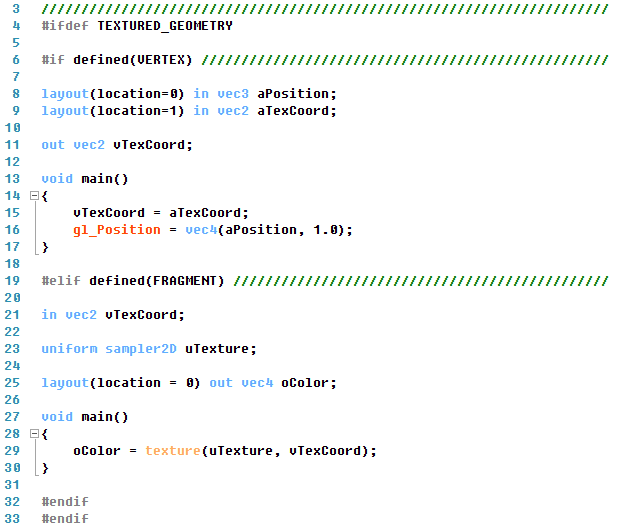 3 ///////////////////////////////////////////////////////////////////////
4 #ifdef TEXTURED_GEOMETRY
5
6 #if defined(VERTEX) ///////////////////////////////////////////////////
7
8 layout(location=0) in vec3 aPosition;
9 layout(location=1) in vec2 aTexCoord;
10
11 out vec2 vTexCoord;
12
13 void main()
14 {
15     vTexCoord = aTexCoord;
16     gl_Position = vec4(aPosition, 1.0);
17 }
18
19 #elif defined(FRAGMENT) ///////////////////////////////////////////////
20
21 in vec2 vTexCoord;
22
23 uniform sampler2D uTexture;
24
25 layout(location = 0) out vec4 oColor;
26
27 void main()
28 {
29     oColor = texture(uTexture, vTexCoord);
30 }
31
32 #endif
33 #endif